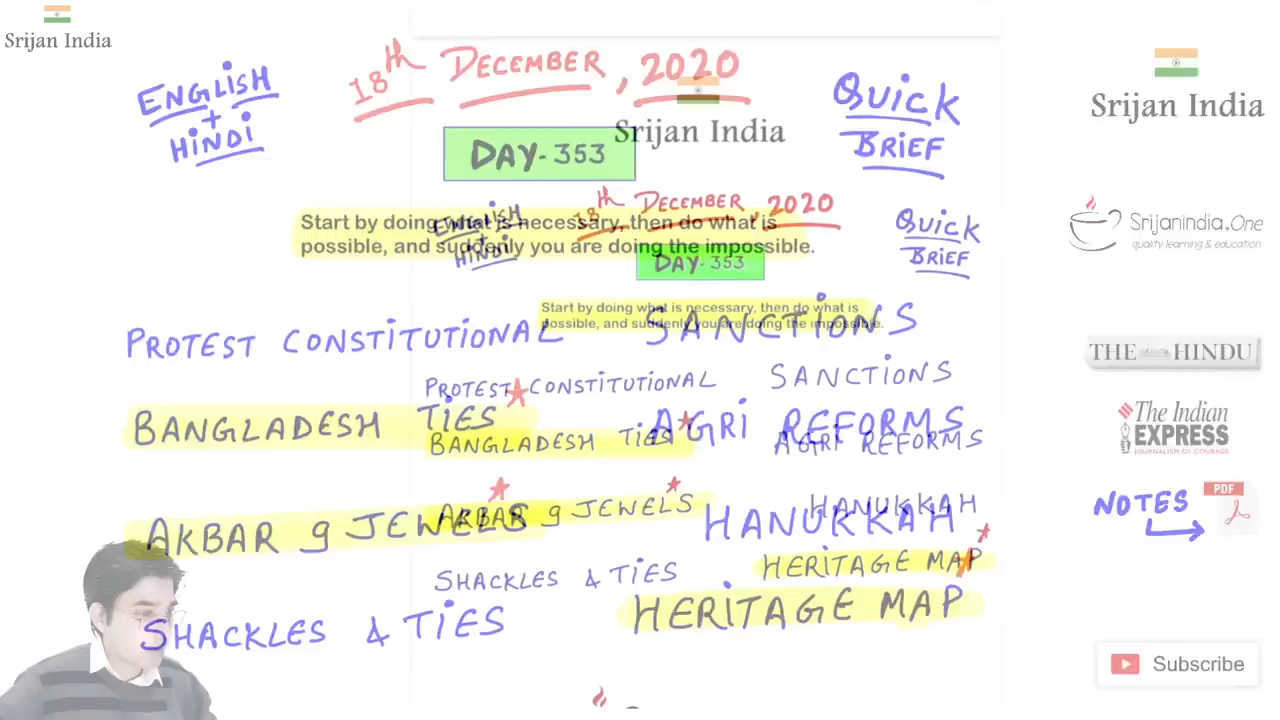 Srijan India
ENGLISH + HINDI
18th DECEMBER, 2020
QUICK BRIEF
DAY-353
Start by doing what is necessary, then do what is
possible, and suddenly you are doing the impossible.
PROTEST CONSTITUTIONAL SANCTIONS
BANGLADESH TIES AGRI REFORMS
AKBAR 9 JEWELS HANUKKAH
SHACKLES & TIES HERITAGE MAP
Srijan India
ENGLISH + HINDI
18th DECEMBER, 2020
QUICK BRIEF
DAY-353
Start by doing what is necessary, then do what is
possible, and suddenly you are doing the impossible.
PROTEST CONSTITUTIONAL SANCTIONS
BANGLADESH TIES AGRI REFORMS
AKBAR 9 JEWELS HANUKKAH
SHACKLES & TIES HERITAGE MAP
Srijan India
SrijanIndia.One
quality learning & education
THE HINDU
The Indian
EXPRESS
JOURNALISM OF COURAGE
NOTES
PDF
Subscribe